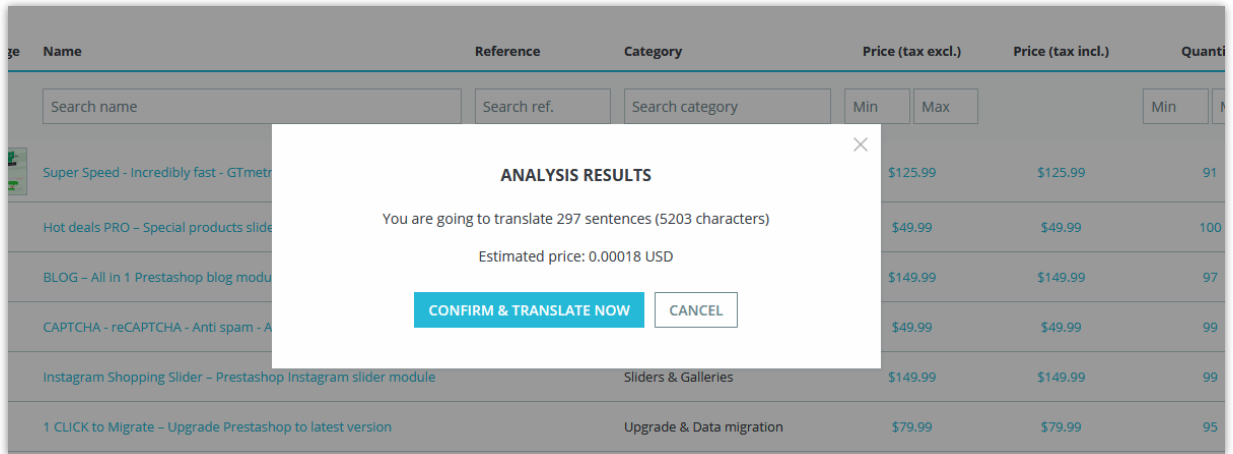 Name Reference Category Price (tax excl.) Price (tax incl.)
Search name Search ref. Search category Min Max Min
ANALYSIS RESULTS
You are going to translate 297 sentences (5203 characters)
Estimated price: 0.00018 USD
CONFIRM & TRANSLATE NOW CANCEL
Super Speed - Incredibly fast - $125.99 $125.99 91
Hot deals PRO – Special products $49.99 $49.99 100
BLOG – All in 1 Prestashop blog $149.99 $149.99 97
CAPTCHA - reCAPTCHA - Anti spam - $49.99 $49.99 99
Instagram Shopping Slider – Prestashop Instagram slider module Sliders & Galleries $149.99 $149.99 99
1 CLICK to Migrate – Upgrade Prestashop to latest version Upgrade & Data migration $79.99 $79.99 95